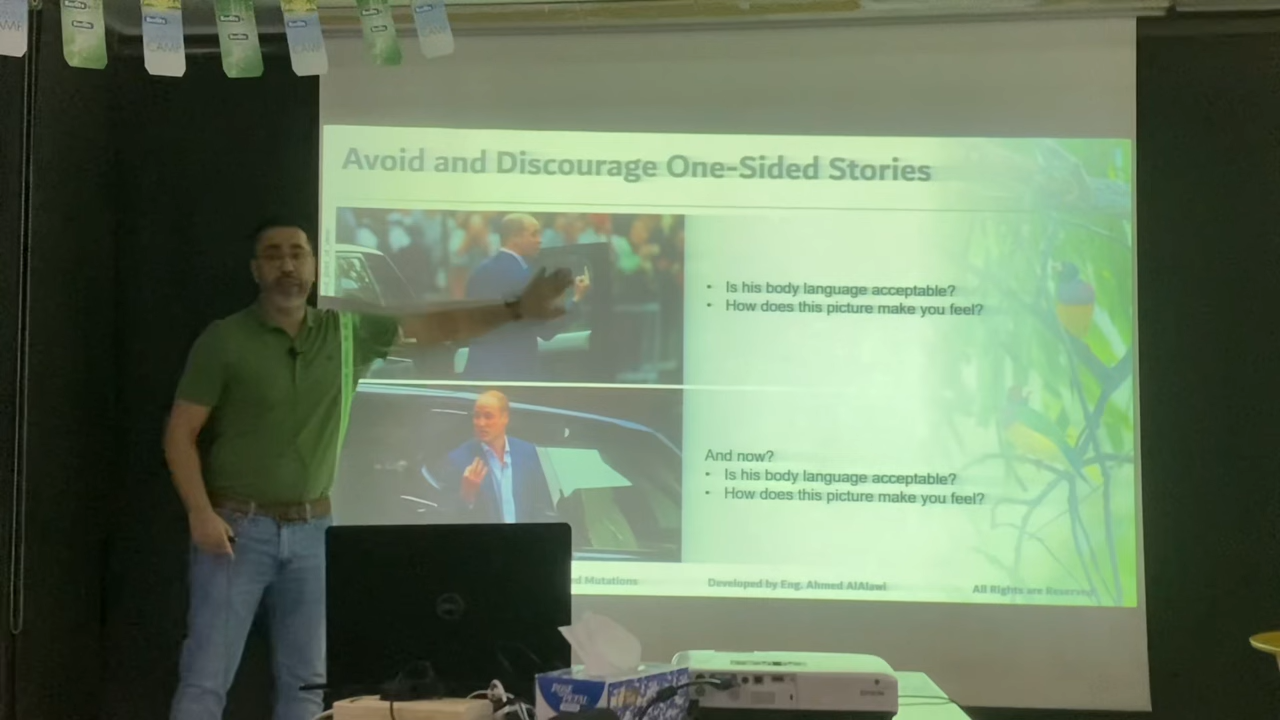 Avoid and Discourage One-Sided Stories
• Is his body language acceptable?
• How does this picture make you feel?
And now?
• Is his body language acceptable?
• How does this picture make you feel?
Mutations
Developed by Eng. Ahmed AlAlawi
All Rights are Reserved
DELL
EPSON